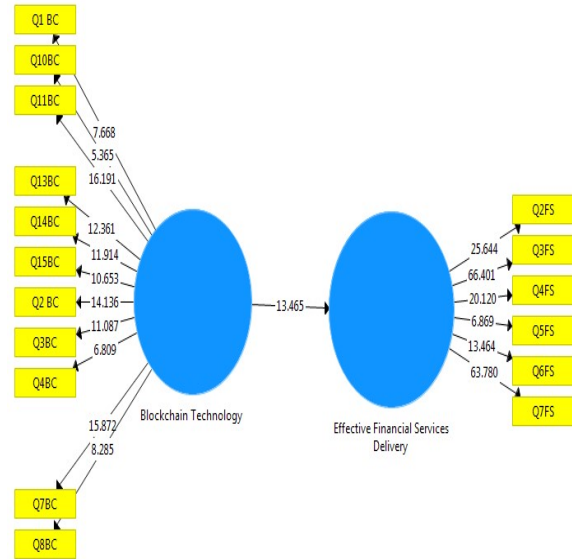 Q1 BC
Q10BC
Q11BC
Q13BC
Q14BC
Q15BC
Q2 BC
Q3BC
Q4BC
Q7BC
Q8BC
7.668
5.365
16.191
12.361
11.914
10.653
14.136
11.087
6.809
15.872
8.285
Blockchain Technology
13.465
Effective Financial Services
Delivery
25.644
66.401
20.120
6.869
13.464
63.780
Q2FS
Q3FS
Q4FS
Q5FS
Q6FS
Q7FS